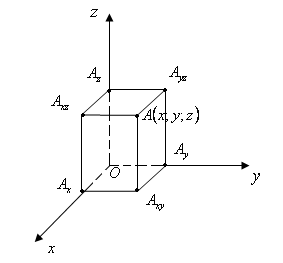 z
A_z A_yz
A_xz A(x, y, z)
A_y
A_x O y
A_xy
x